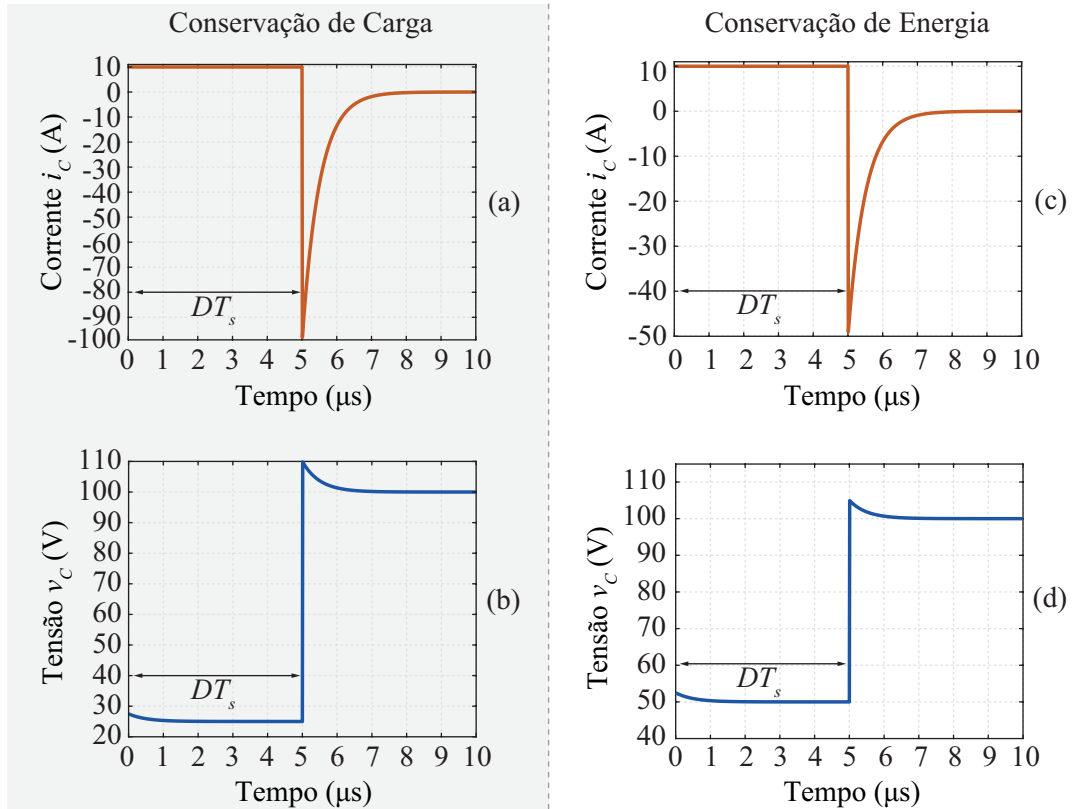 Conservação de Carga
10
0
-10
-20
-30
-40
-50
-60
-70
-80
-90
-100
Corrente i_C (A)
DT_s
0 1 2 3 4 5 6 7 8 9 10
Tempo (μs)
(a)
110
100
90
80
70
60
50
40
30
20
Tensão v_C (V)
DT_s
0 1 2 3 4 5 6 7 8 9 10
Tempo (μs)
(b)
Conservação de Energia
10
0
-10
-20
-30
-40
-50
Corrente i_C (A)
DT_s
0 1 2 3 4 5 6 7 8 9 10
Tempo (μs)
(c)
110
100
90
80
70
60
50
40
Tensão v_C (V)
DT_s
0 1 2 3 4 5 6 7 8 9 10
Tempo (μs)
(d)